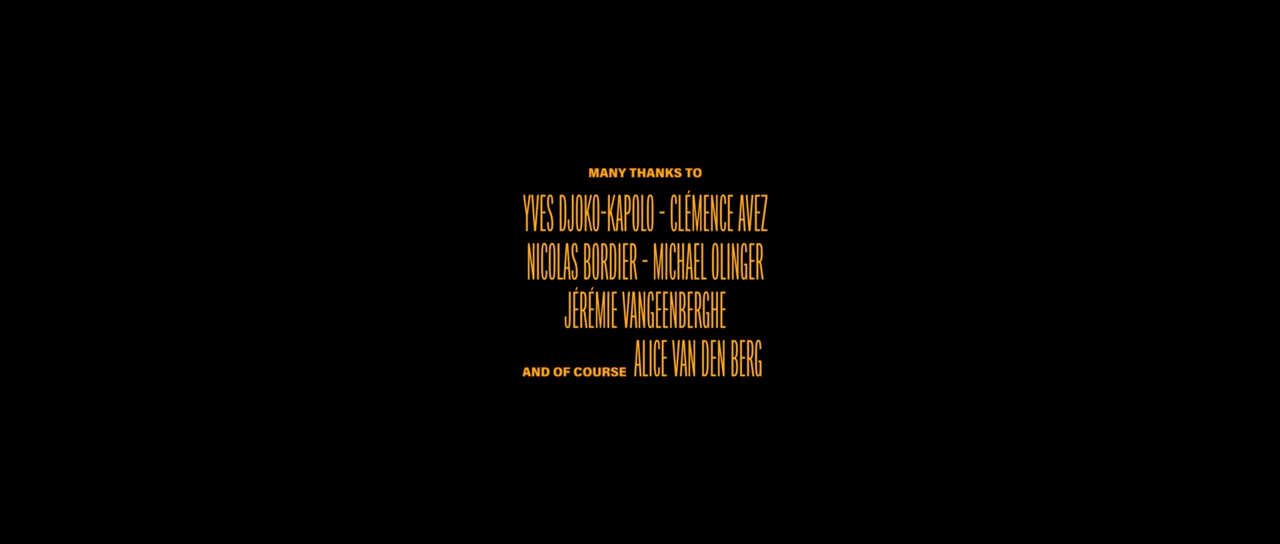 MANY THANKS TO
YVES DJOKO-KAPOLO - CLÉMENCE AVEZ
NICOLAS BORDIER - MICHAEL OLINGER
JÉRÉMIE VANGEENBERGHE
AND OF COURSE ALICE VAN DEN BERG